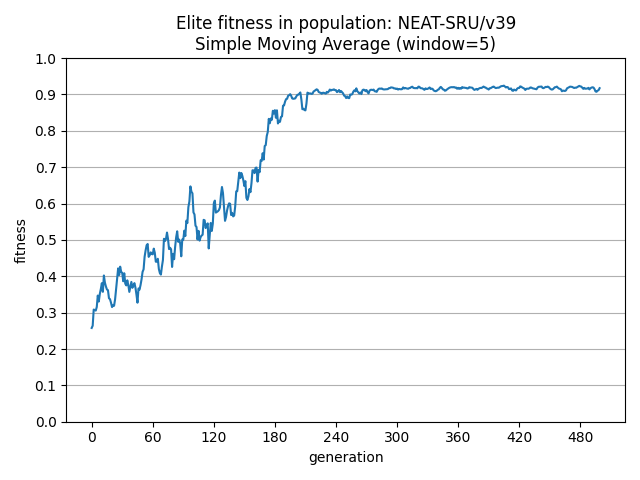 Elite fitness in population: NEAT-SRU/v39
Simple Moving Average (window=5)
1.0
0.9
0.8
0.7
0.6
0.5
0.4
0.3
0.2
0.1
0.0
fitness
0 60 120 180 240 300 360 420 480
generation